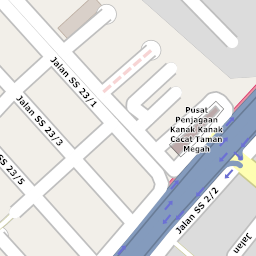 Jalan SS 23/1
Jalan SS 23/3
23/5
Pusat
Penjagaan
Kanak Kanak
Cacat Taman
Megah
Jalan SS 2/2
Jalan